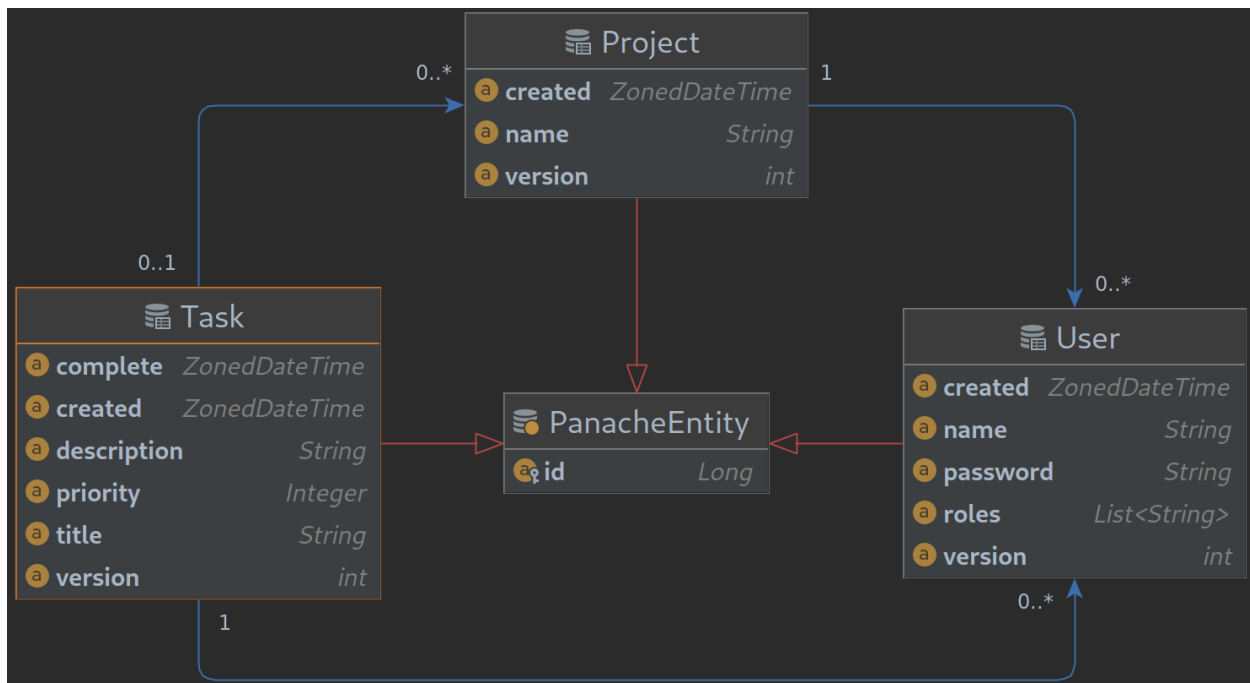 Project
0..*
1
created ZonedDateTime
name String
version int
0..1
0..*
Task
complete ZonedDateTime
created ZonedDateTime
description String
priority Integer
title String
version int
PanacheEntity
id Long
User
created ZonedDateTime
name String
password String
roles List<String>
version int
1
0..*